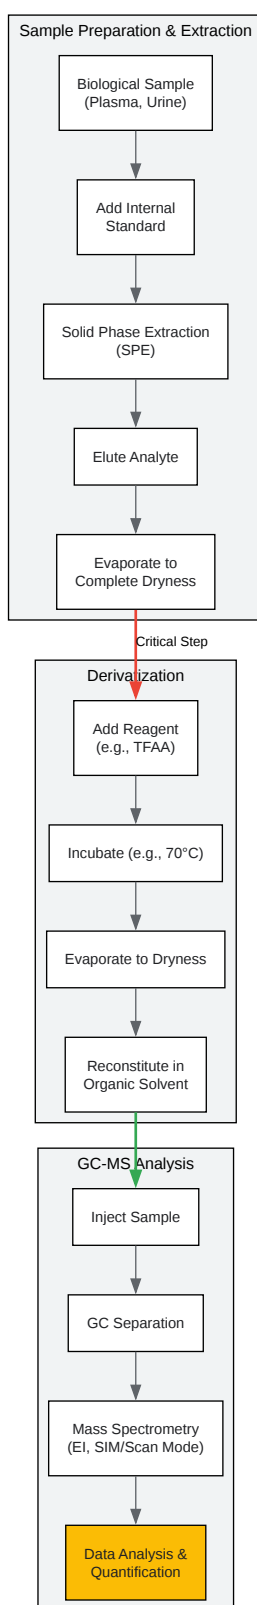 Sample Preparation & Extraction
Biological Sample
(Plasma, Urine)
Add Internal
Standard
Solid Phase Extraction
(SPE)
Elute Analyte
Evaporate to
Complete Dryness
Critical Step
Derivatization
Add Reagent
(e.g., TFAA)
Incubate (e.g., 70°C)
Evaporate to Dryness
Reconstitute in
Organic Solvent
GC-MS Analysis
Inject Sample
GC Separation
Mass Spectrometry
(EI, SIM/Scan Mode)
Data Analysis &
Quantification